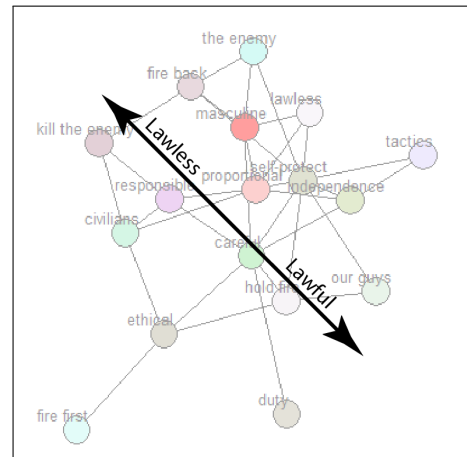 the enemy
fire back
lawless
masculine
kill the enemy
Lawless
tactics
self-protect
responsible
proportional
independence
civilians
careful
Lawful
our guys
hold fire
ethical
duty
fire first